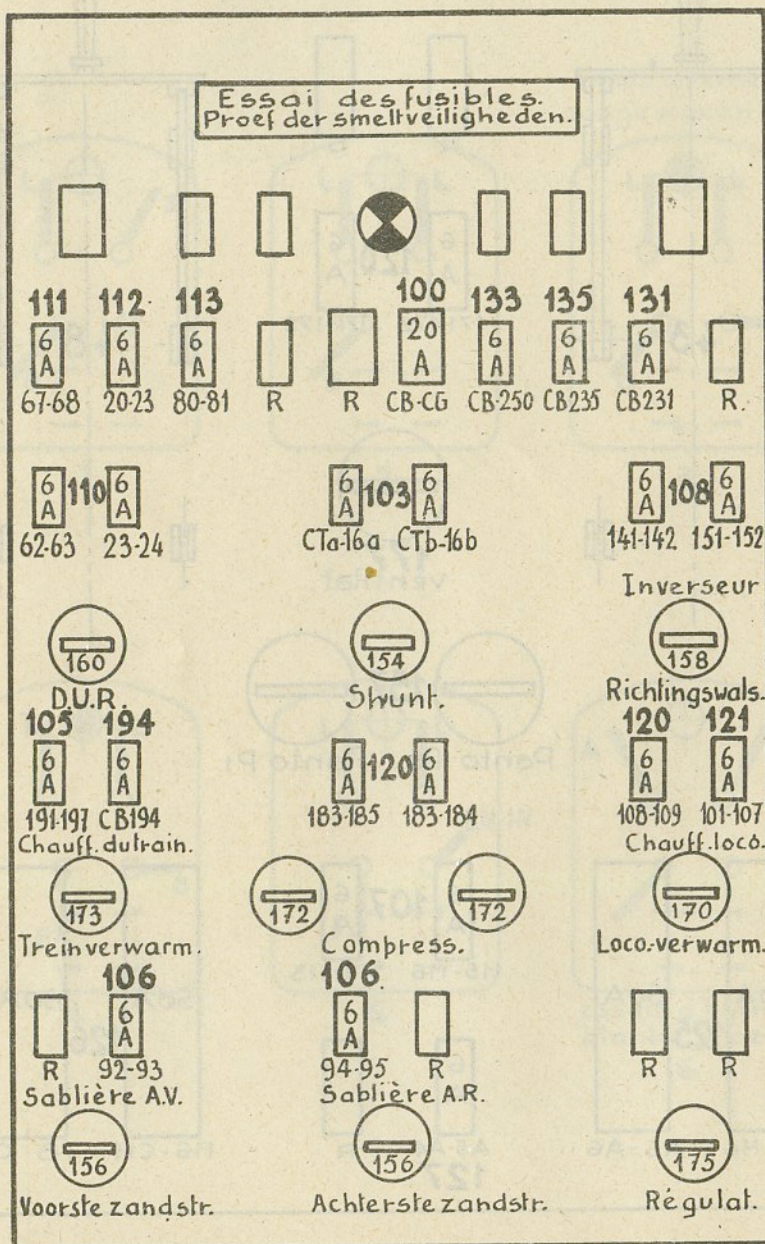 Essai des fusibles.
Proef der smeltveiligheden.
111 112 113 100 133 135 131
6 A 6 A 6 A 20 A 6 A 6 A 6 A
67-68 20-23 80-81 R R CB-CG CB-250 CB235 CB231 R.
6 A 110 6 A 6 A 103 6 A 6 A 108 6 A
62-63 23-24 CTa-16a CTb-16b 141-142 151-152
Inverseur
160 154 158
D.U.R. Shunt. Richtingswals.
105 194 120 121
6 A 6 A 6 A 120 6 A 6 A 6 A
191-197 CB194 183-185 183-184 108-109 101-107
Chauff. du train. Chauff. loco.
173 172 172 170
Treinverwarm. Compress. Loco.-verwarm.
106 106
6 A 6 A
R 92-93 94-95 R R R
Sablière A.V. Sablière A.R.
156 156 175
Voorste zandstr. Achterste zandstr. Régulat.